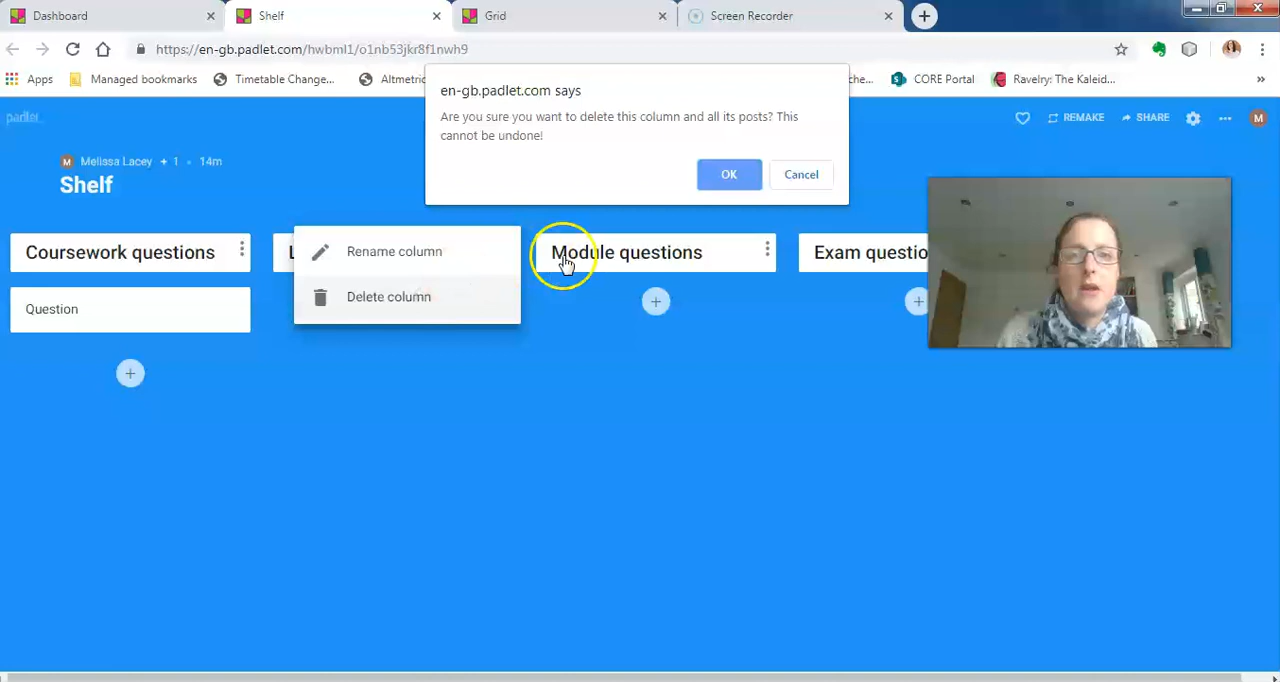 Dashboard
Shelf
Grid
Screen Recorder
https://en-gb.padlet.com/hwbml1/o1nb53jkr8f1nwh9
Apps
Managed bookmarks
Timetable Change...
Altmetric
che...
CORE Portal
Ravelry: The Kaleid...
»
en-gb.padlet.com says
Are you sure you want to delete this column and all its posts? This
cannot be undone!
OK
Cancel
padlet
REMAKE
SHARE
M
M Melissa Lacey + 1 • 14m
Shelf
Coursework questions
L
Rename column
Delete column
Module questions
Exam questio
Question